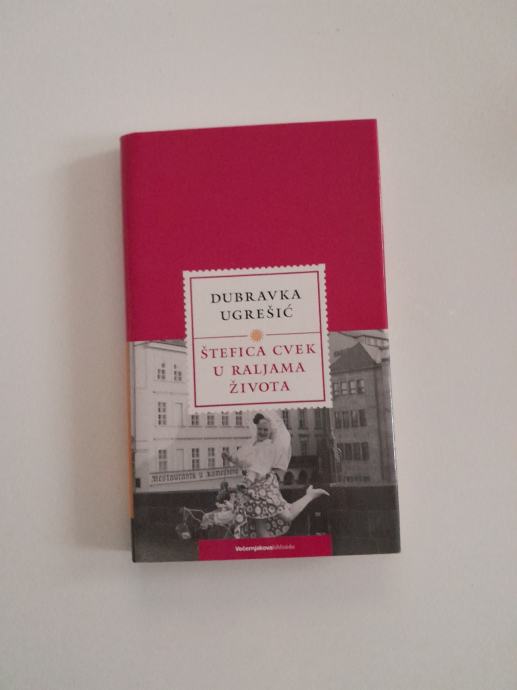 DUBRAVKA
UGREŠIĆ
ŠTEFICA CVEK
U RALJAMA
ŽIVOTA
Večernjakova